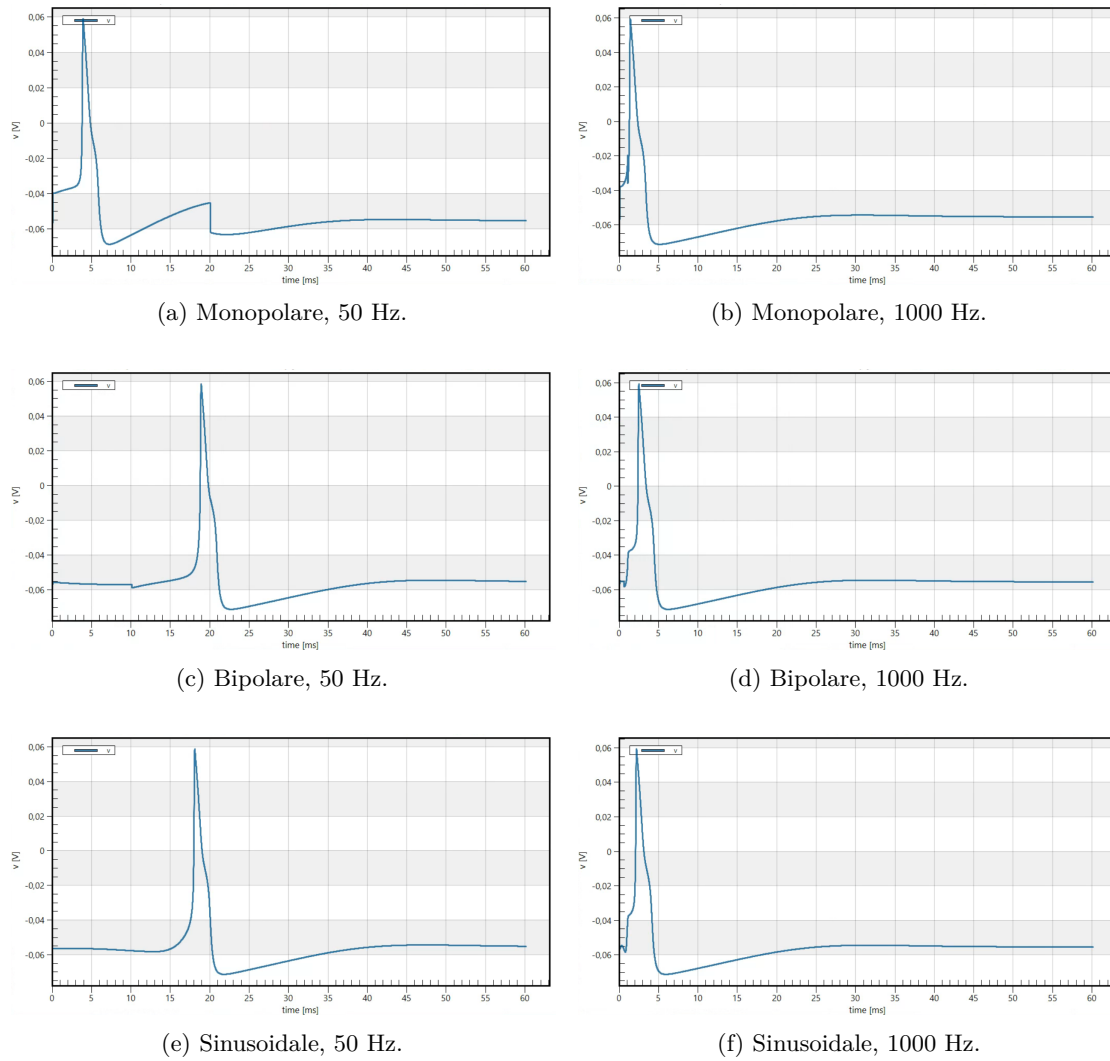 v
0,06
0,04
0,02
0
-0,02
-0,04
-0,06
v [V]
0 5 10 15 20 25 30 35 40 45 50 55 60
time [ms]
(a) Monopolare, 50 Hz.
v
0,06
0,04
0,02
0
-0,02
-0,04
-0,06
v [V]
0 5 10 15 20 25 30 35 40 45 50 55 60
time [ms]
(b) Monopolare, 1000 Hz.
v
0,06
0,04
0,02
0
-0,02
-0,04
-0,06
v [V]
0 5 10 15 20 25 30 35 40 45 50 55 60
time [ms]
(c) Bipolare, 50 Hz.
v
0,06
0,04
0,02
0
-0,02
-0,04
-0,06
v [V]
0 5 10 15 20 25 30 35 40 45 50 55 60
time [ms]
(d) Bipolare, 1000 Hz.
v
0,06
0,04
0,02
0
-0,02
-0,04
-0,06
v [V]
0 5 10 15 20 25 30 35 40 45 50 55 60
time [ms]
(e) Sinusoidale, 50 Hz.
v
0,06
0,04
0,02
0
-0,02
-0,04
-0,06
v [V]
0 5 10 15 20 25 30 35 40 45 50 55 60
time [ms]
(f) Sinusoidale, 1000 Hz.